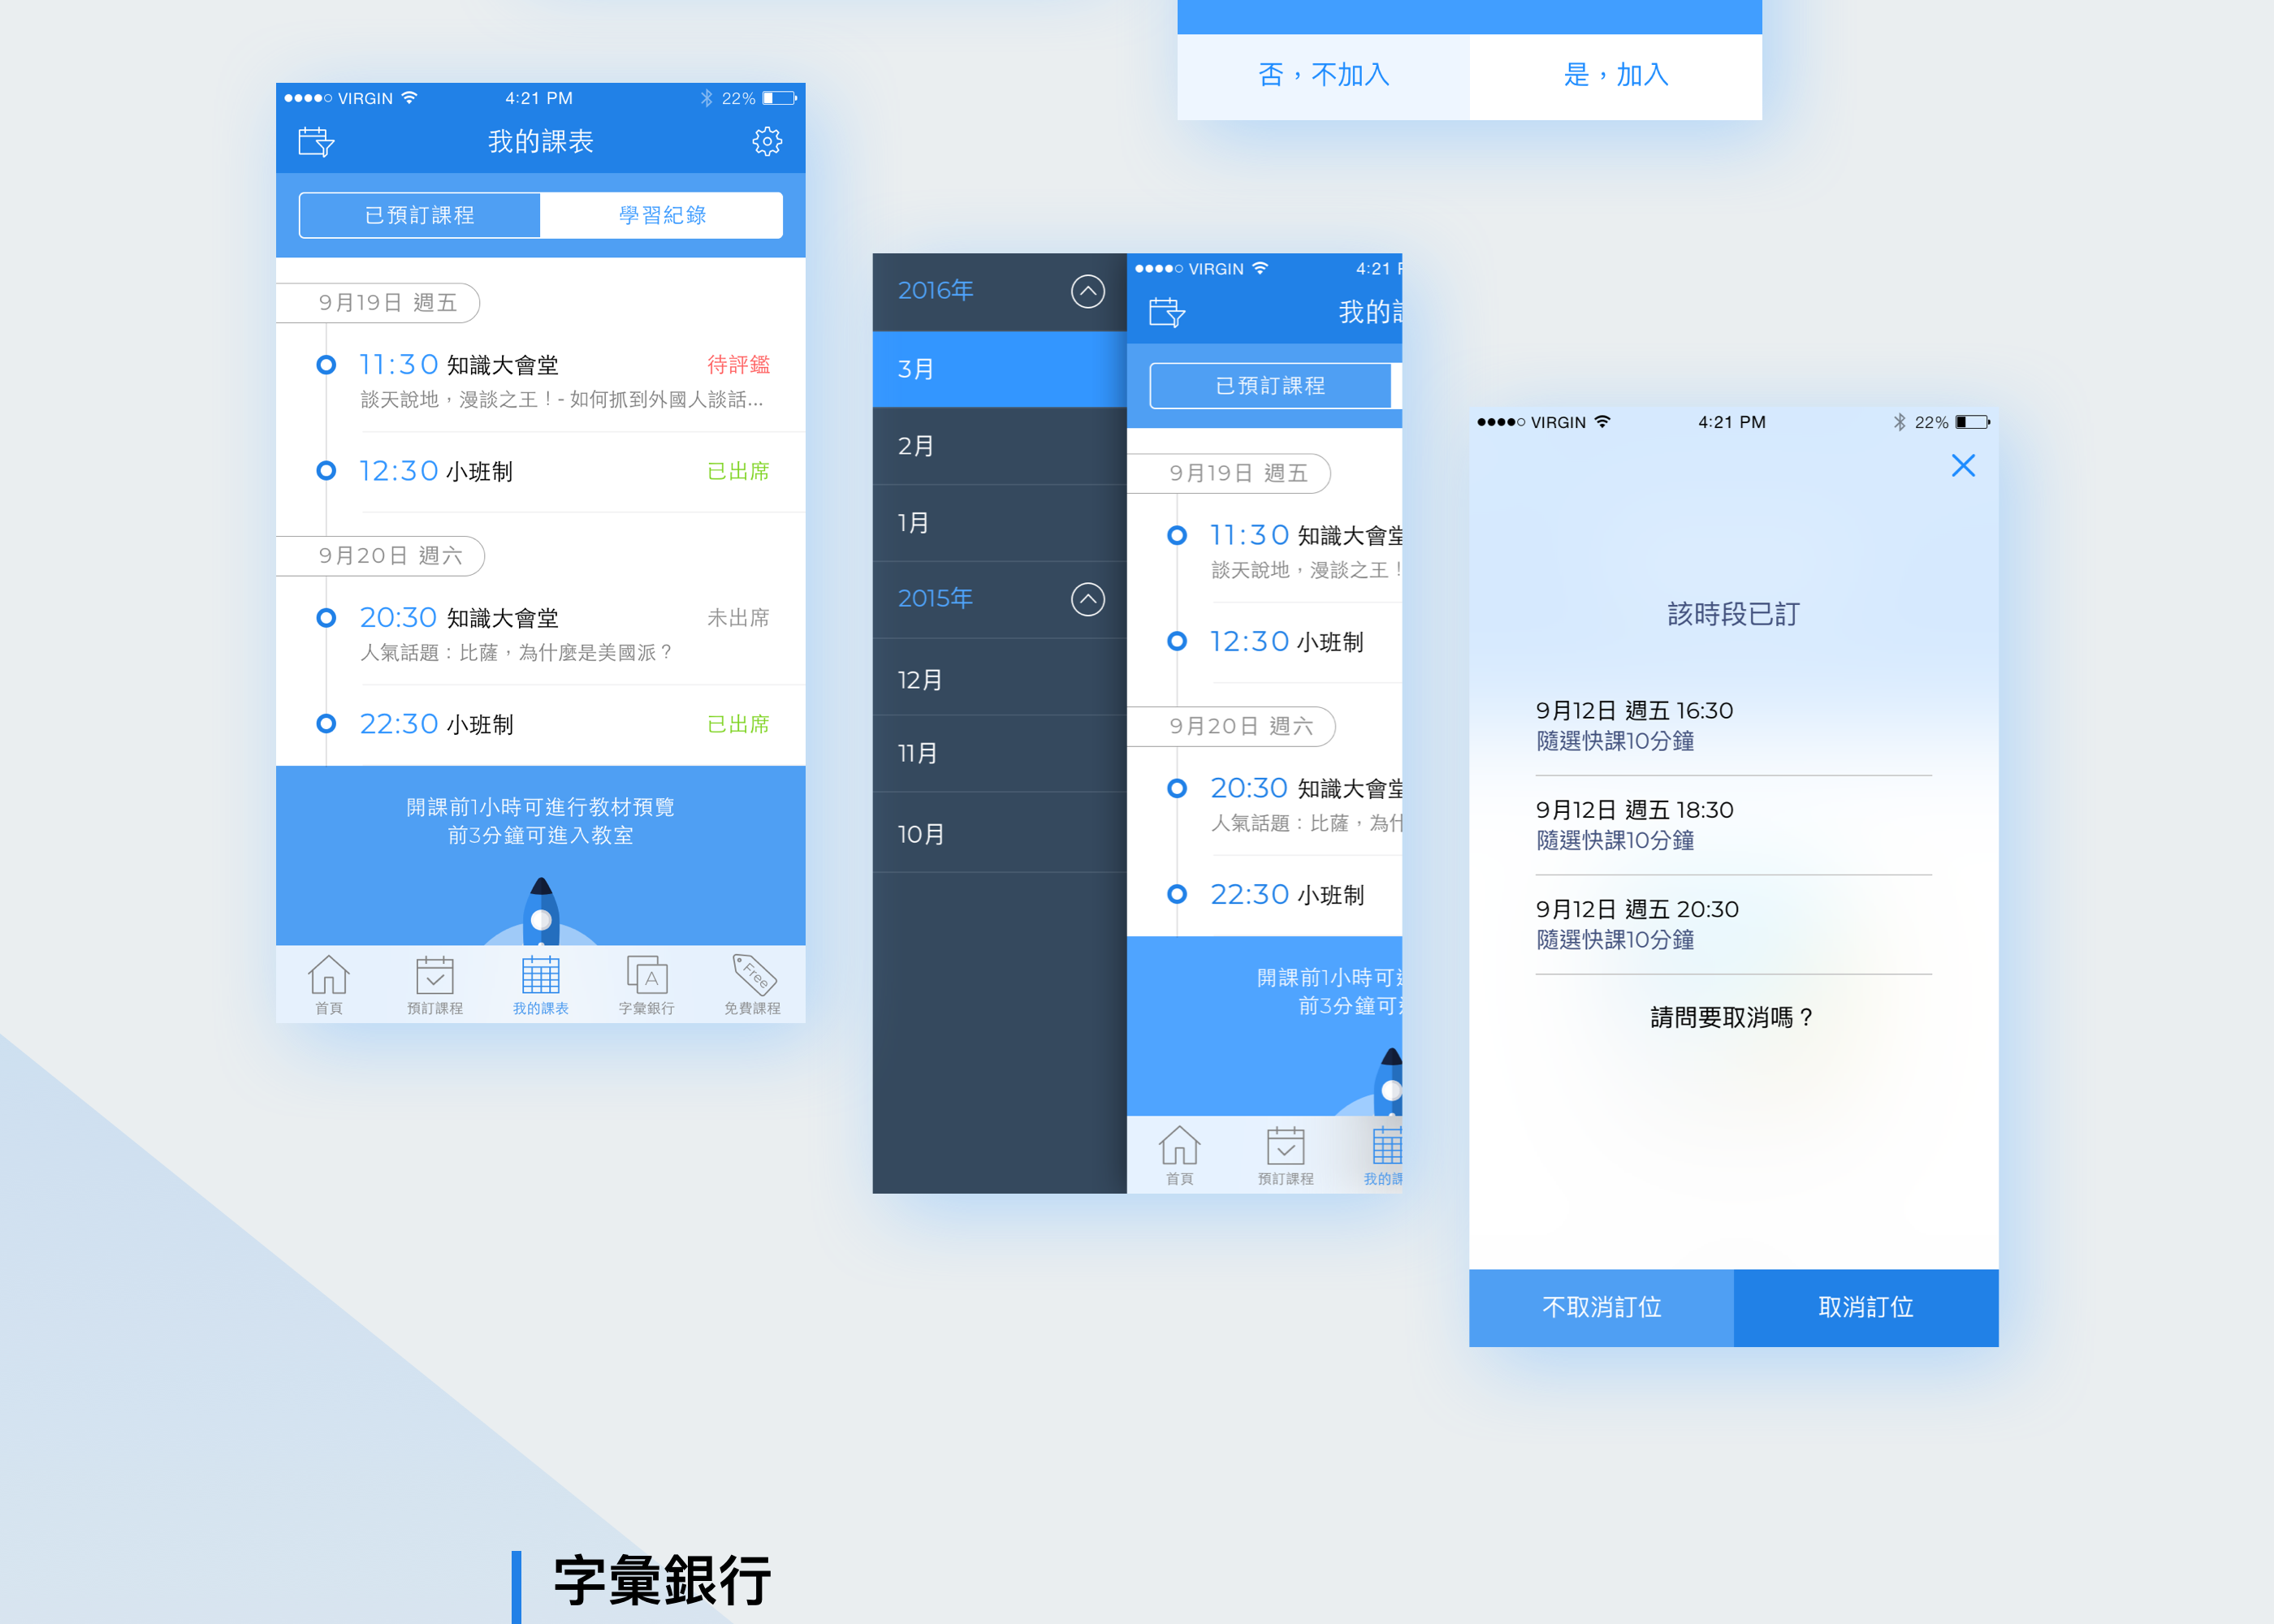 否，不加入
是，加入
VIRGIN 4:21 PM 22%
我的課表
已預訂課程 學習紀錄
9月19日 週五
11:30 知識大會堂 待評鑑
談天說地，漫談之王！- 如何抓到外國人談話...
12:30 小班制 已出席
9月20日 週六
20:30 知識大會堂 未出席
人氣話題：比薩，為什麼是美國派？
22:30 小班制 已出席
開課前1小時可進行教材預覽
前3分鐘可進入教室
A
Free
首頁 預訂課程 我的課表 字彙銀行 免費課程
2016年
3月
2月
1月
2015年
12月
11月
10月
VIRGIN 4:21
我的
已預訂課程
9月19日 週五
11:30 知識大會堂
談天說地，漫談之王！
12:30 小班制
9月20日 週六
20:30 知識大會堂
人氣話題：比薩，為什
22:30 小班制
開課前1小時可
前3分鐘可
首頁 預訂課程 我的課
VIRGIN 4:21 PM 22%
該時段已訂
9月12日 週五 16:30
隨選快課10分鐘
9月12日 週五 18:30
隨選快課10分鐘
9月12日 週五 20:30
隨選快課10分鐘
請問要取消嗎？
不取消訂位 取消訂位
字彙銀行